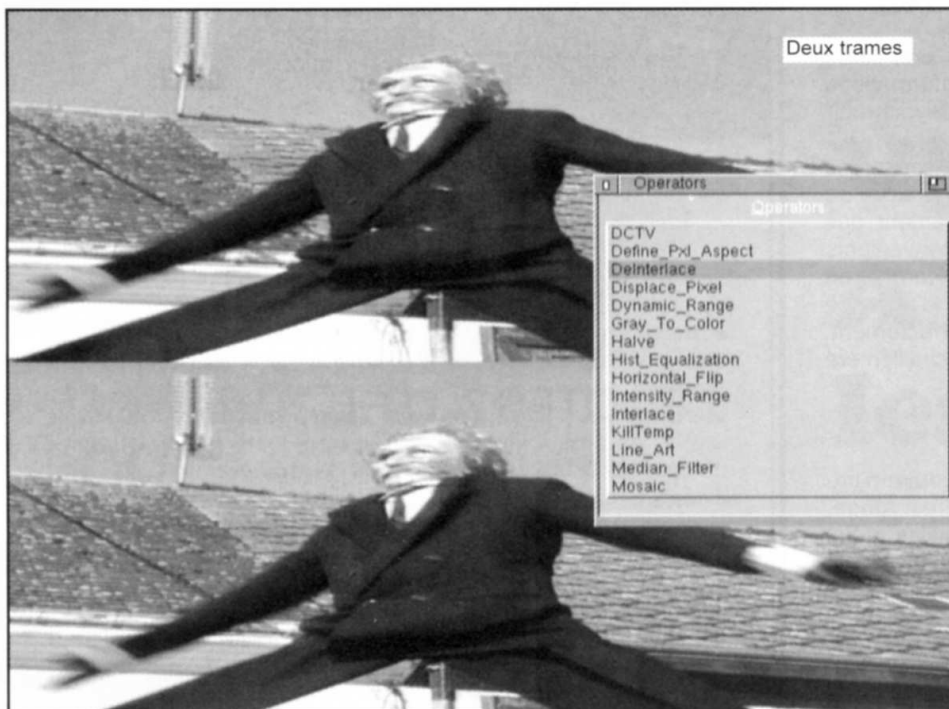 Deux trames
Operators
Operators
DCTV
Define_Pxl_Aspect
DeInterlace
Displace_Pixel
Dynamic_Range
Gray_To_Color
Halve
Hist_Equalization
Horizontal_Flip
Intensity_Range
Interlace
KillTemp
Line_Art
Median_Filter
Mosaic